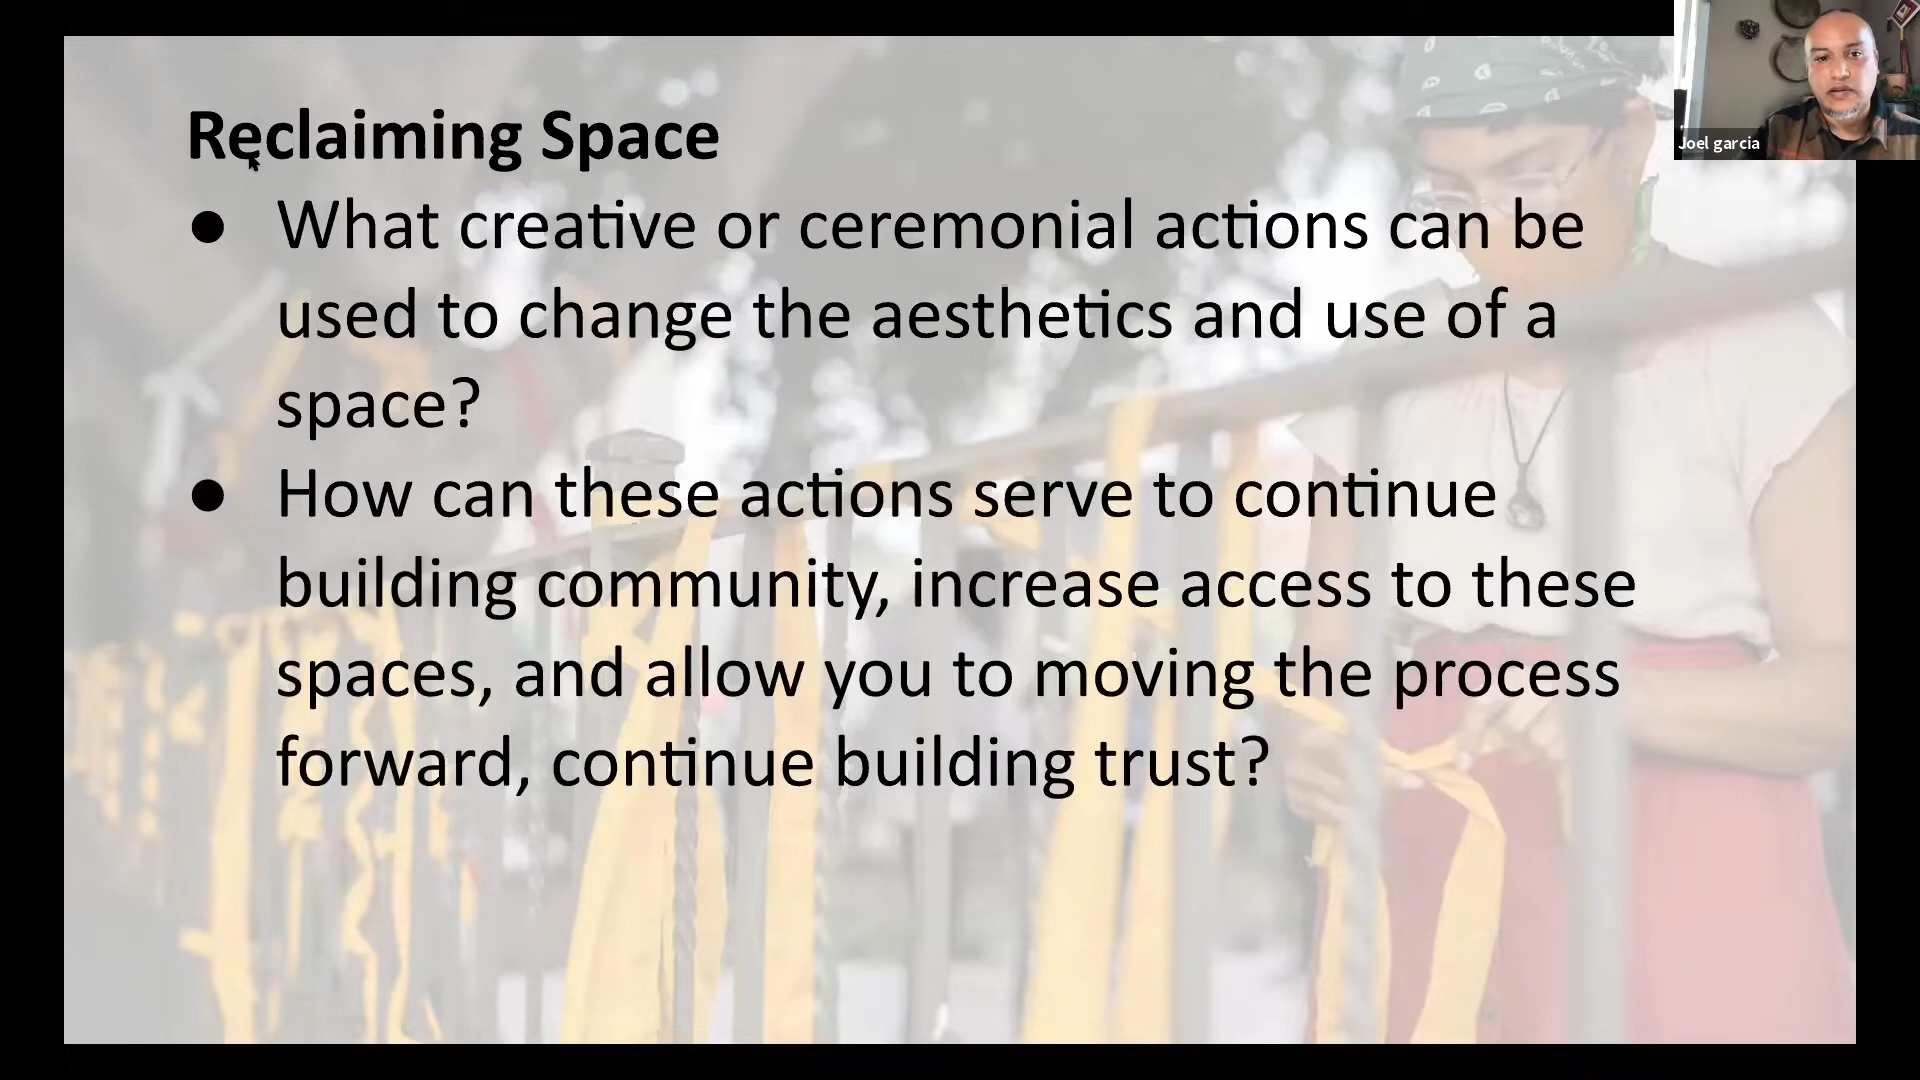 Reclaiming Space
● What creative or ceremonial actions can be
used to change the aesthetics and use of a
space?
● How can these actions serve to continue
building community, increase access to these
spaces, and allow you to moving the process
forward, continue building trust?
Joel garcia